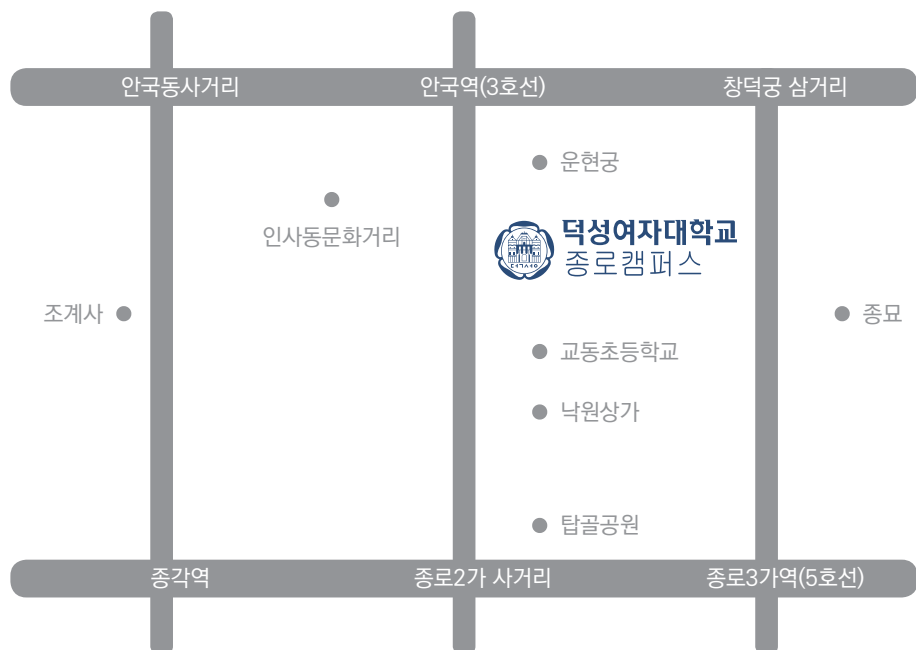 안국동사거리
안국역(3호선)
창덕궁 삼거리
운현궁
인사동문화거리
덕성여자대학교
종로캠퍼스
조계사
종묘
교동초등학교
낙원상가
탑골공원
종각역
종로2가 사거리
종로3가역(5호선)